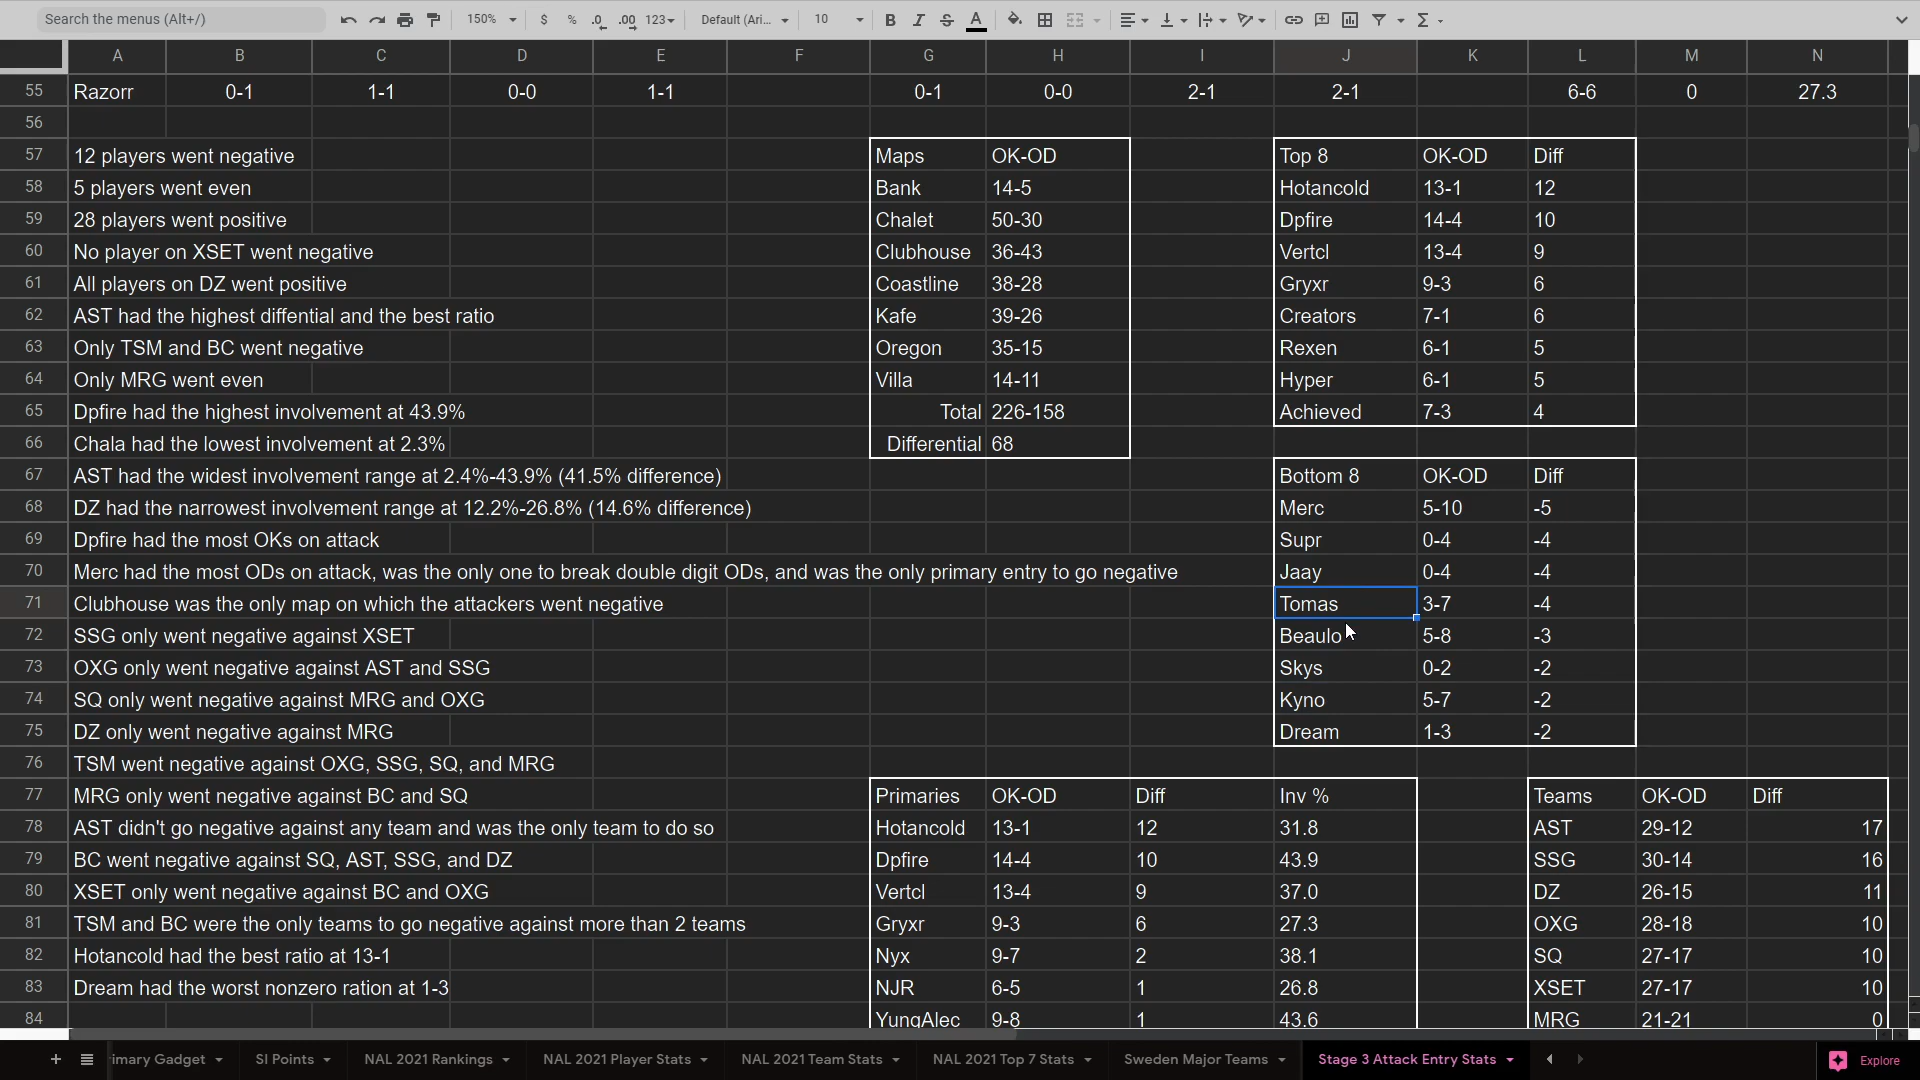 Search the menus (Alt+/) 150% $ % .0 .00 123 Default (Ari... 10 B I S A
A B C D E F G H I J K L M N
55 Razorr 0-1 1-1 0-0 1-1 0-1 0-0 2-1 2-1 6-6 0 27.3
56
57 12 players went negative Maps OK-OD Top 8 OK-OD Diff
58 5 players went even Bank 14-5 Hotancold 13-1 12
59 28 players went positive Chalet 50-30 Dpfire 14-4 10
60 No player on XSET went negative Clubhouse 36-43 Vertcl 13-4 9
61 All players on DZ went positive Coastline 38-28 Gryxr 9-3 6
62 AST had the highest diffential and the best ratio Kafe 39-26 Creators 7-1 6
63 Only TSM and BC went negative Oregon 35-15 Rexen 6-1 5
64 Only MRG went even Villa 14-11 Hyper 6-1 5
65 Dpfire had the highest involvement at 43.9% Total 226-158 Achieved 7-3 4
66 Chala had the lowest involvement at 2.3% Differential 68
67 AST had the widest involvement range at 2.4%-43.9% (41.5% difference) Bottom 8 OK-OD Diff
68 DZ had the narrowest involvement range at 12.2%-26.8% (14.6% difference) Merc 5-10 -5
69 Dpfire had the most OKs on attack Supr 0-4 -4
70 Merc had the most ODs on attack, was the only one to break double digit ODs, and was the only primary entry to go negative Jaay 0-4 -4
71 Clubhouse was the only map on which the attackers went negative Tomas 3-7 -4
72 SSG only went negative against XSET Beaulo 5-8 -3
73 OXG only went negative against AST and SSG Skys 0-2 -2
74 SQ only went negative against MRG and OXG Kyno 5-7 -2
75 DZ only went negative against MRG Dream 1-3 -2
76 TSM went negative against OXG, SSG, SQ, and MRG
77 MRG only went negative against BC and SQ Primaries OK-OD Diff Inv % Teams OK-OD Diff
78 AST didn't go negative against any team and was the only team to do so Hotancold 13-1 12 31.8 AST 29-12 17
79 BC went negative against SQ, AST, SSG, and DZ Dpfire 14-4 10 43.9 SSG 30-14 16
80 XSET only went negative against BC and OXG Vertcl 13-4 9 37.0 DZ 26-15 11
81 TSM and BC were the only teams to go negative against more than 2 teams Gryxr 9-3 6 27.3 OXG 28-18 10
82 Hotancold had the best ratio at 13-1 Nyx 9-7 2 38.1 SQ 27-17 10
83 Dream had the worst nonzero ration at 1-3 NJR 6-5 1 26.8 XSET 27-17 10
84 YungAlec 9-8 1 43.6 MRG 21-21 0
imary Gadget SI Points NAL 2021 Rankings NAL 2021 Player Stats NAL 2021 Team Stats NAL 2021 Top 7 Stats Sweden Major Teams Stage 3 Attack Entry Stats Explore